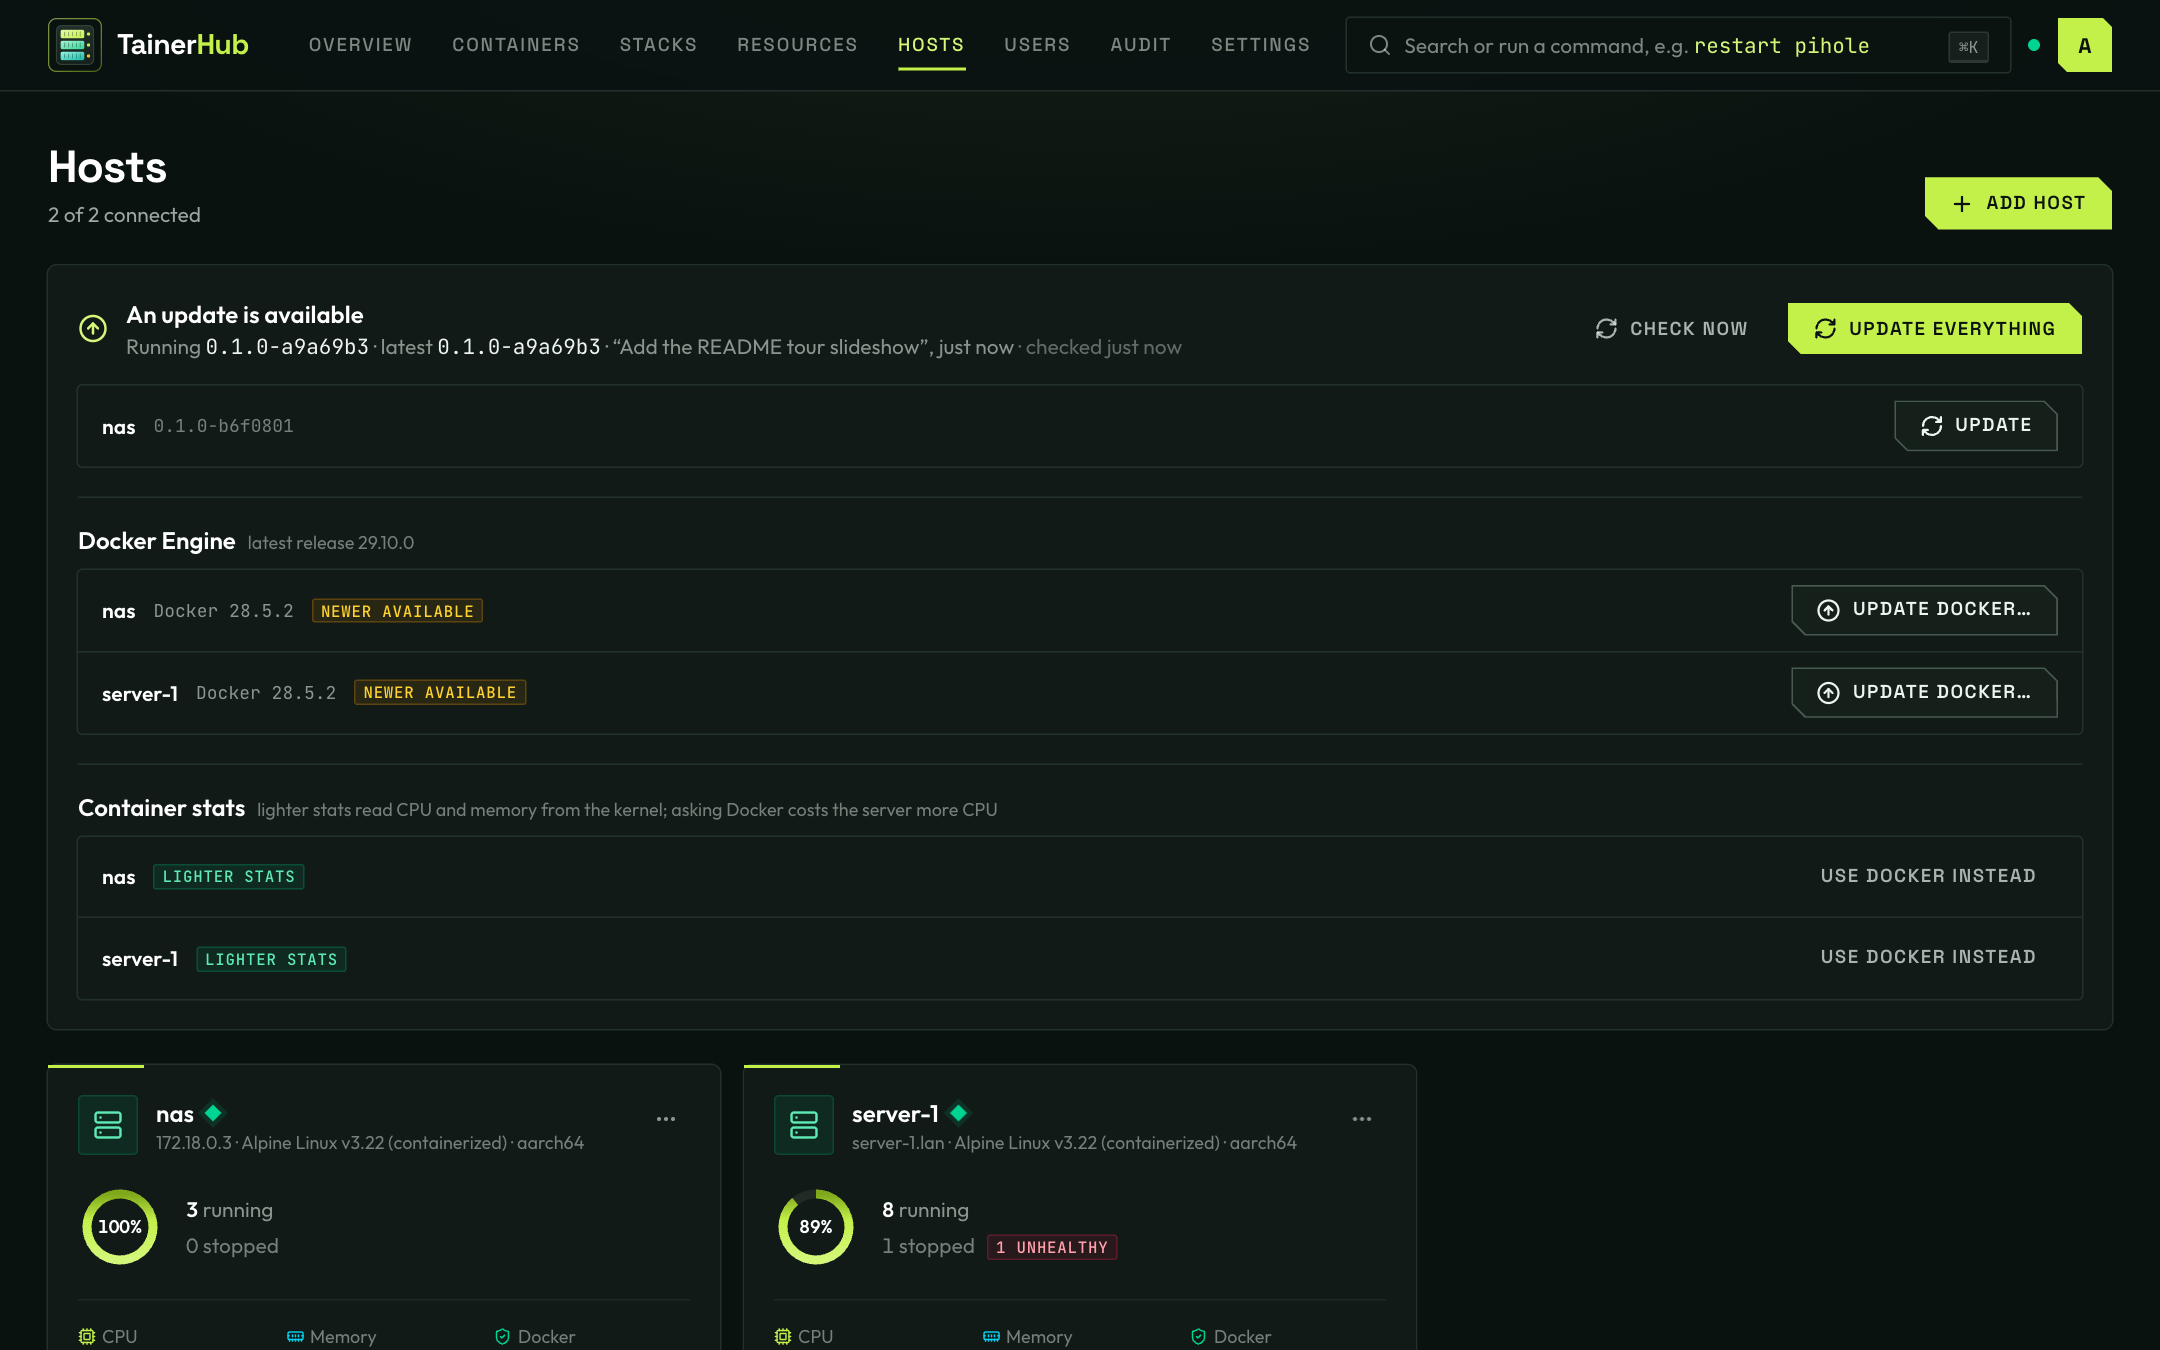 TainerHub OVERVIEW CONTAINERS STACKS RESOURCES HOSTS USERS AUDIT SETTINGS Search or run a command, e.g. restart pihole ⌘K A
Hosts
2 of 2 connected
ADD HOST
An update is available
Running 0.1.0-a9a69b3 · latest 0.1.0-a9a69b3 · “Add the README tour slideshow”, just now · checked just now
CHECK NOW UPDATE EVERYTHING
nas 0.1.0-b6f0801 UPDATE
Docker Engine latest release 29.10.0
nas Docker 28.5.2 NEWER AVAILABLE UPDATE DOCKER…
server-1 Docker 28.5.2 NEWER AVAILABLE UPDATE DOCKER…
Container stats lighter stats read CPU and memory from the kernel; asking Docker costs the server more CPU
nas LIGHTER STATS USE DOCKER INSTEAD
server-1 LIGHTER STATS USE DOCKER INSTEAD
nas
172.18.0.3 · Alpine Linux v3.22 (containerized) · aarch64
100%
3 running
0 stopped
CPU Memory Docker
server-1
server-1.lan · Alpine Linux v3.22 (containerized) · aarch64
89%
8 running
1 stopped 1 UNHEALTHY
CPU Memory Docker